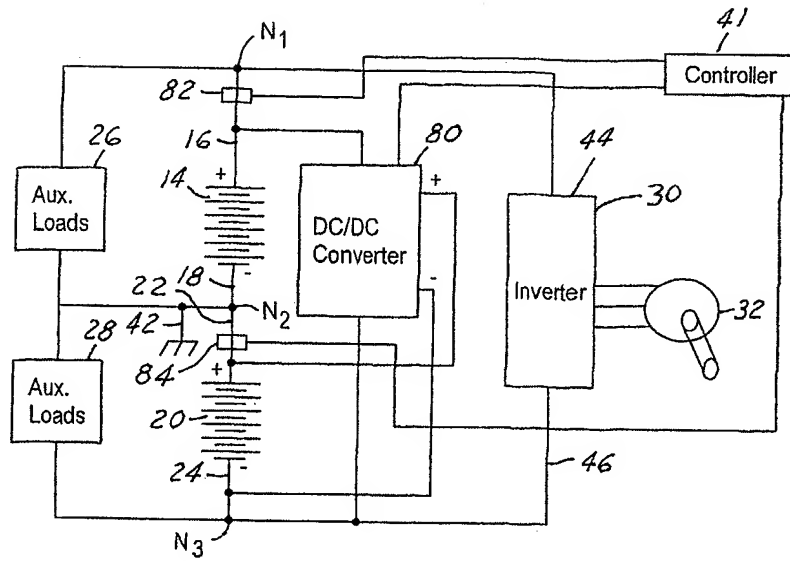 N1
41
82
Controller
16
80
26
44
14
+
+
30
Aux.
Loads
DC/DC
Converter
-
-
18
Inverter
22
N2
32
42
28
84
+
Aux.
Loads
20
24
-
46
N3